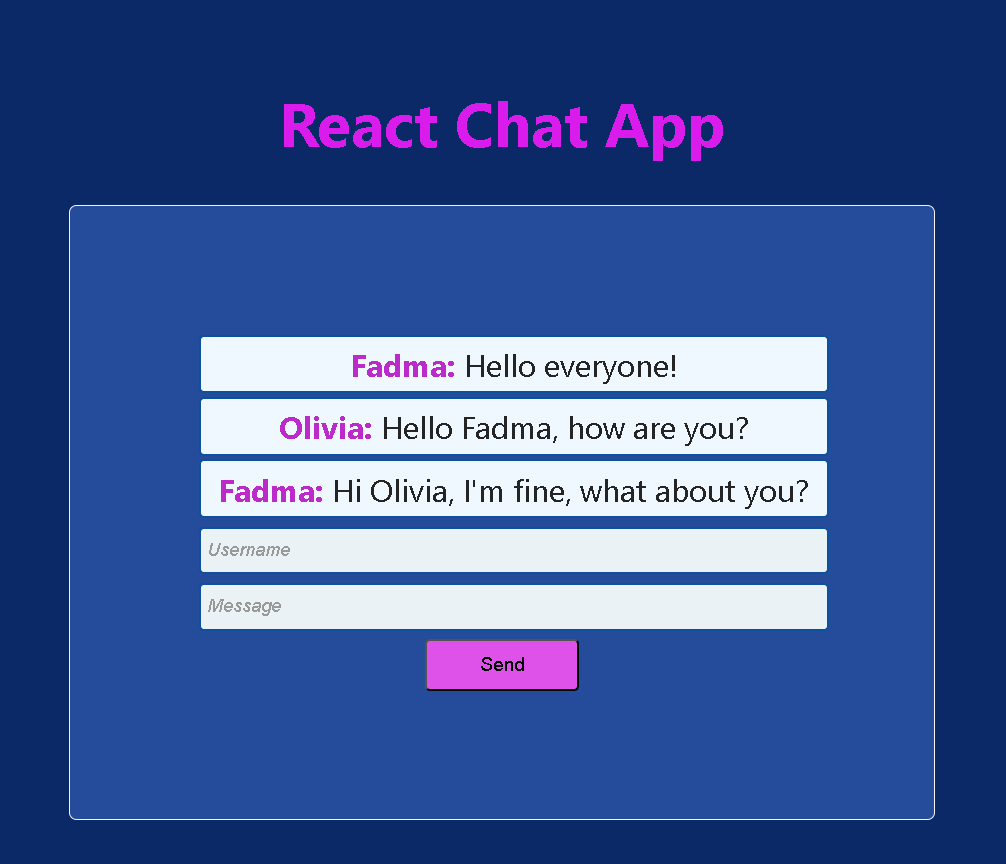 React Chat App
Fadma: Hello everyone!
Olivia: Hello Fadma, how are you?
Fadma: Hi Olivia, I'm fine, what about you?
Username
Message
Send